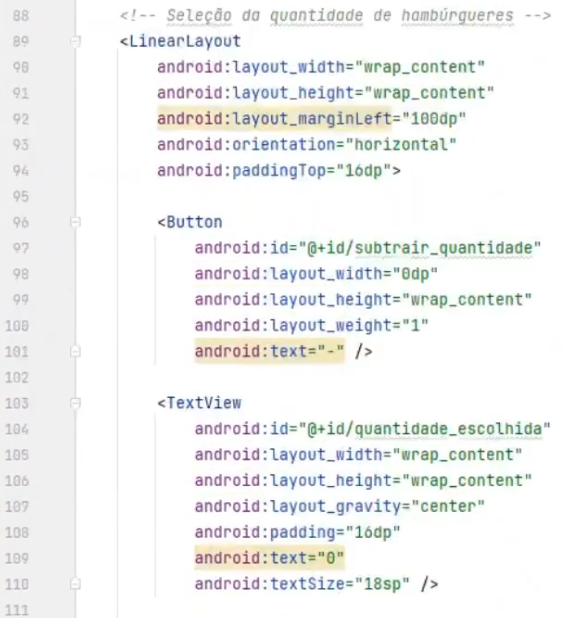 88 <!-- Seleção da quantidade de hambúrgueres -->
89 <LinearLayout
90 android:layout_width="wrap_content"
91 android:layout_height="wrap_content"
92 android:layout_marginLeft="100dp"
93 android:orientation="horizontal"
94 android:paddingTop="16dp">
95
96 <Button
97 android:id="@+id/subtrair_quantidade"
98 android:layout_width="0dp"
99 android:layout_height="wrap_content"
100 android:layout_weight="1"
101 android:text="-" />
102
103 <TextView
104 android:id="@+id/quantidade_escolhida"
105 android:layout_width="wrap_content"
106 android:layout_height="wrap_content"
107 android:layout_gravity="center"
108 android:padding="16dp"
109 android:text="0"
110 android:textSize="18sp" />
111